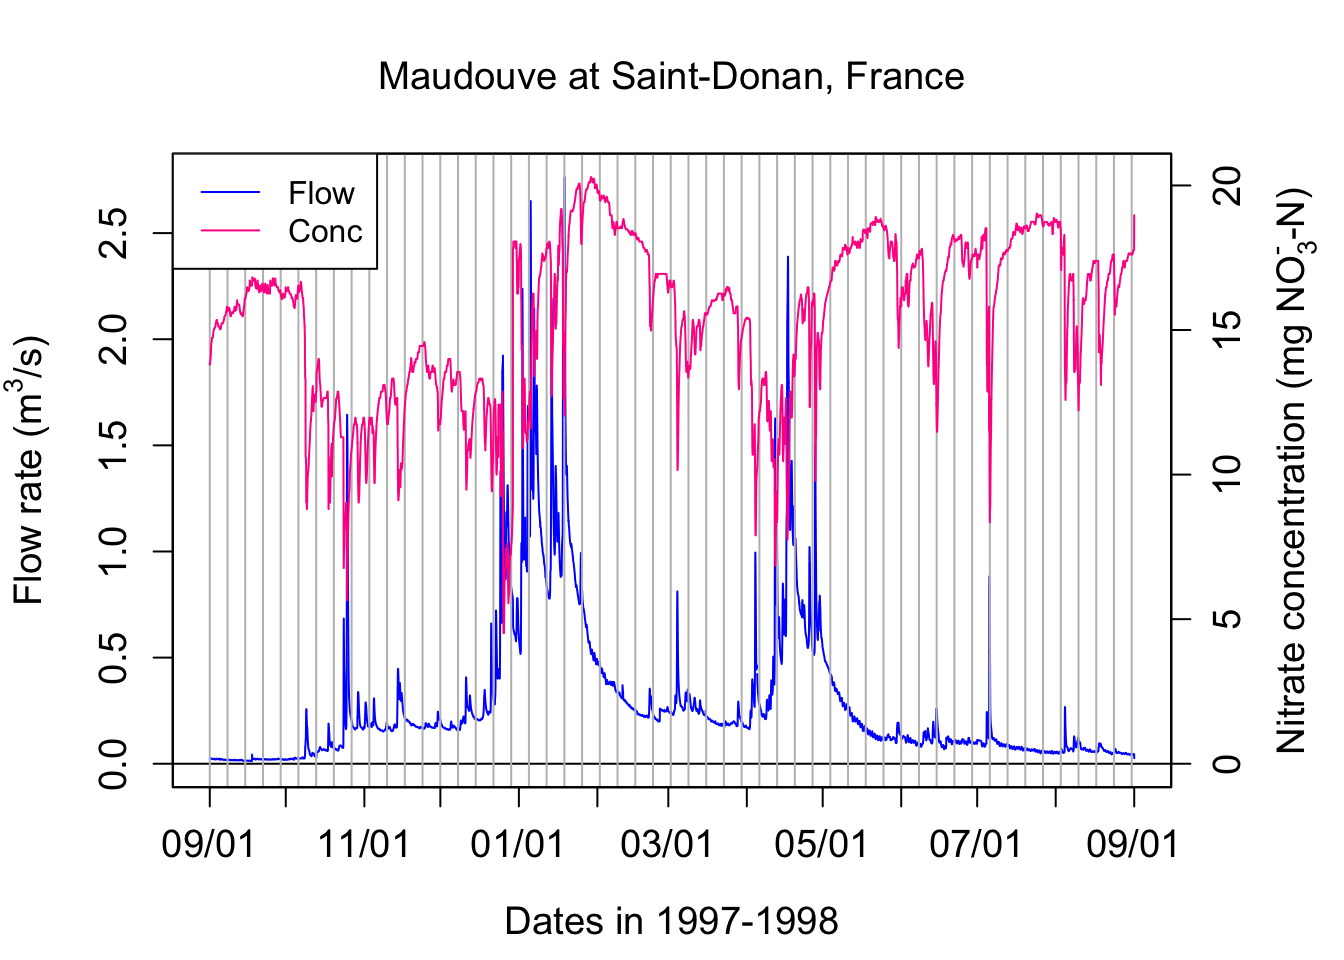 Maudouve at Saint-Donan, France
Flow
Conc
Flow rate (m³/s)
0.0 0.5 1.0 1.5 2.0 2.5
Nitrate concentration (mg NO₃⁻-N)
0 5 10 15 20
09/01 11/01 01/01 03/01 05/01 07/01 09/01
Dates in 1997-1998